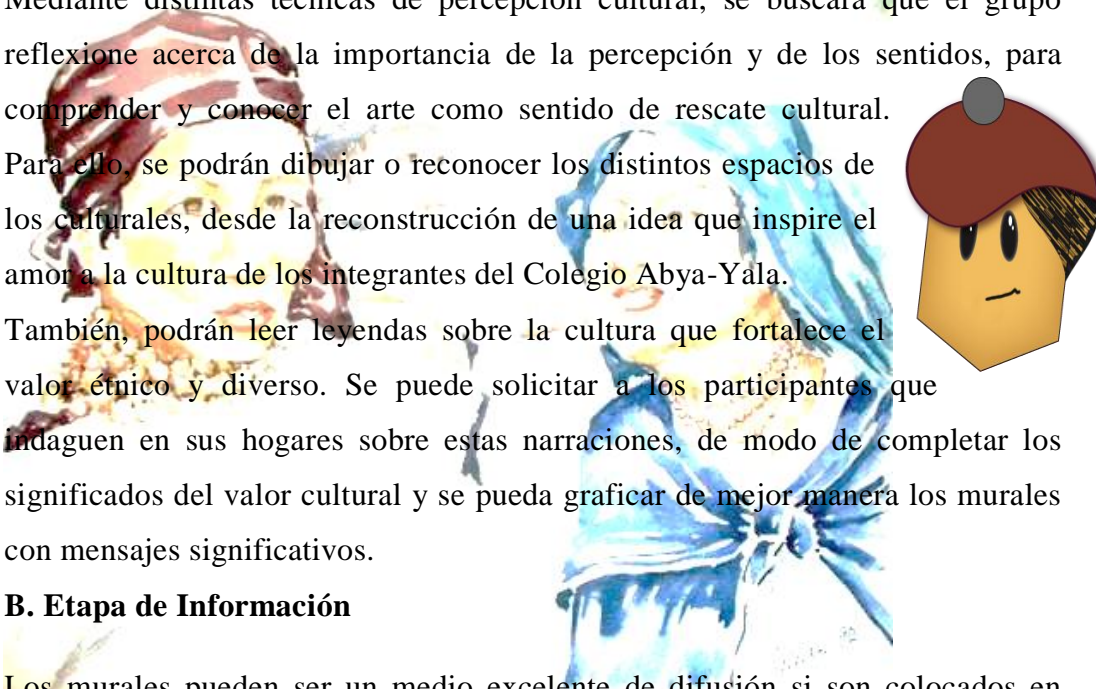 Mediante distintas técnicas de percepción cultural, se buscará que el grupo
reflexione acerca de la importancia de la percepción y de los sentidos, para
comprender y conocer el arte como sentido de rescate cultural.
Para ello, se podrán dibujar o reconocer los distintos espacios de
los culturales, desde la reconstrucción de una idea que inspire el
amor a la cultura de los integrantes del Colegio Abya-Yala.
También, podrán leer leyendas sobre la cultura que fortalece el
valor étnico y diverso. Se puede solicitar a los participantes que
indaguen en sus hogares sobre estas narraciones, de modo de completar los
significados del valor cultural y se pueda graficar de mejor manera los murales
con mensajes significativos.
B. Etapa de Información
Los murales pueden ser un medio excelente de difusión si son colocados en